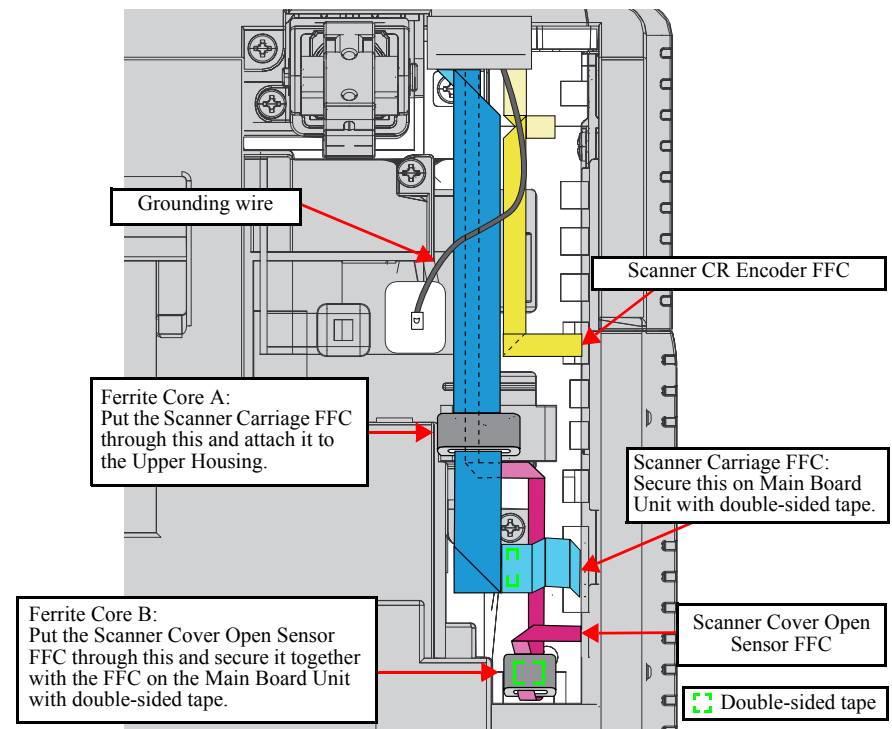 Grounding wire
Scanner CR Encoder FFC
Ferrite Core A:
Put the Scanner Carriage FFC
through this and attach it to
the Upper Housing.
Scanner Carriage FFC:
Secure this on Main Board
Unit with double-sided tape.
Ferrite Core B:
Put the Scanner Cover Open Sensor
FFC through this and secure it together
with the FFC on the Main Board Unit
with double-sided tape.
Scanner Cover Open
Sensor FFC
Double-sided tape